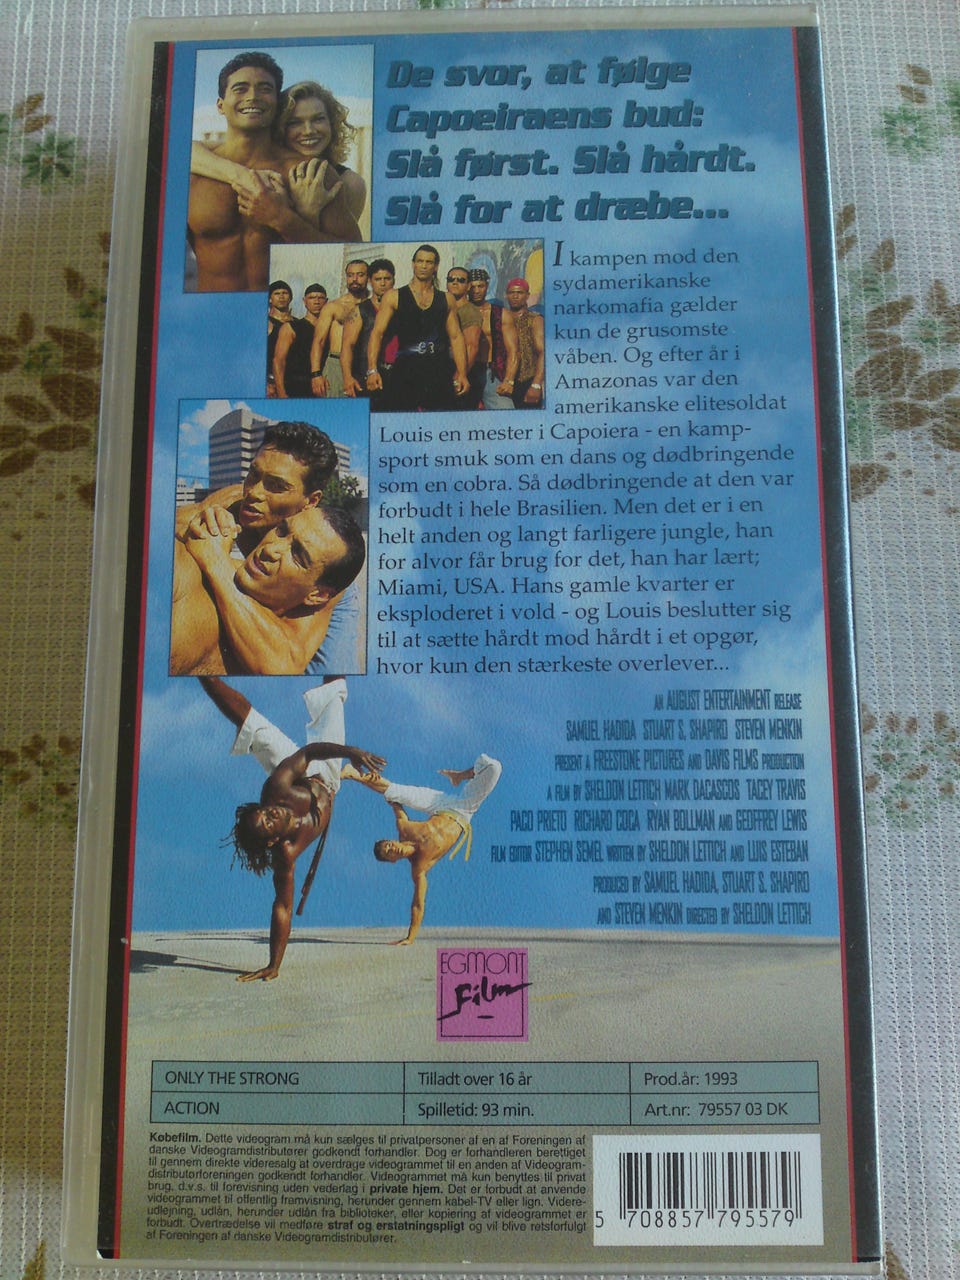 De svor, at følge
Capoeiraens bud:
Slå først. Slå hårdt.
Slå for at dræbe...
I kampen mod den
sydamerikanske
narkomafia gælder
kun de grusomste
våben. Og efter år i
Amazonas var den
amerikanske elitesoldat
Louis en mester i Capoiera - en kamp-
sport smuk som en dans og dødbringende
som en cobra. Så dødbringende at den var
forbudt i hele Brasilien. Men det er i en
helt anden og langt farligere jungle, han
for alvor får brug for det, han har lært;
Miami, USA. Hans gamle kvarter er
eksploderet i vold - og Louis beslutter sig
til at sætte hårdt mod hårdt i et opgør,
hvor kun den stærkeste overlever...
AN AUGUST ENTERTAINMENT RELEASE
SAMUEL HADIDA STUART S. SHAPIRO STEVEN MENKIN
PRESENT A FREESTONE PICTURES AND DAVIS FILMS PRODUCTION
A FILM BY SHELDON LETTICH MARK DACASCOS TACEY TRAVIS
PACO PRIETO RICHARD COCA RYAN BOLLMAN AND GEOFFREY LEWIS
FILM EDITOR STEPHEN SEMEL WRITTEN BY SHELDON LETTICH AND LUIS ESTEBAN
PRODUCED BY SAMUEL HADIDA, STUART S. SHAPIRO
AND STEVEN MENKIN DIRECTED BY SHELDON LETTICH
EGMONT
Film
ONLY THE STRONG Tilladt over 16 år Prod.år: 1993
ACTION Spilletid: 93 min. Art.nr: 79557 03 DK
Købefilm. Dette videogram må kun sælges til privatpersoner af en af Foreningen af
danske Videogramdistributører godkendt forhandler. Dog er forhandleren berettiget
til gennem direkte videresalg at overdrage videogrammet til en anden af Videogram-
distributørforeningen godkendt forhandler. Videogrammet må kun benyttes til privat
brug, d.v.s. til forevisning uden vederlag i privat hjem. Det er forbudt at anvende
videogrammet til offentlig framvisning, herunder gennem kabel-TV eller lign. Videre-
udlejning, udlån, herunder udlån fra biblioteker, eller kopiering af videogrammet er
forbudt. Overtrædelse vil medføre straf og erstatningspligt og vil blive retsforfulgt
af Foreningen af danske Videogramdistributører.
5 708857 795579